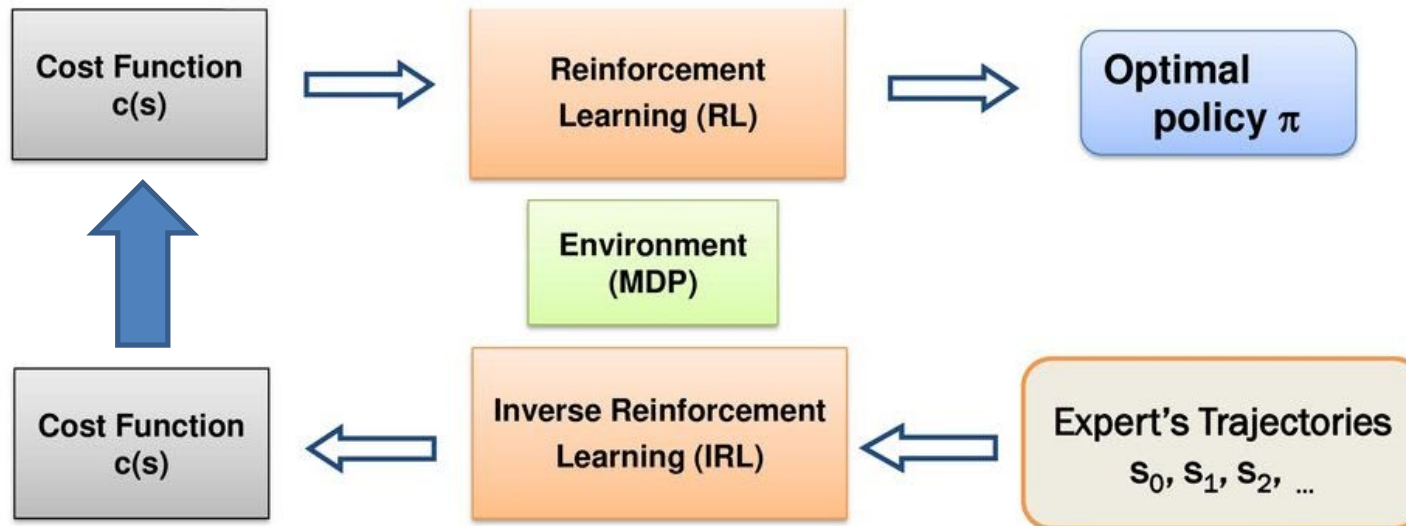 Cost Function
c(s)
Reinforcement
Learning (RL)
Optimal
policy π
Environment
(MDP)
Cost Function
c(s)
Inverse Reinforcement
Learning (IRL)
Expert's Trajectories
s₀, s₁, s₂, ...